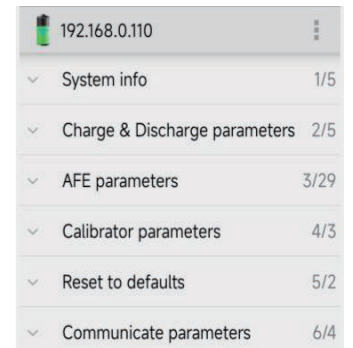 192.168.0.110
System info 1/5
Charge & Discharge parameters 2/5
AFE parameters 3/29
Calibrator parameters 4/3
Reset to defaults 5/2
Communicate parameters 6/4